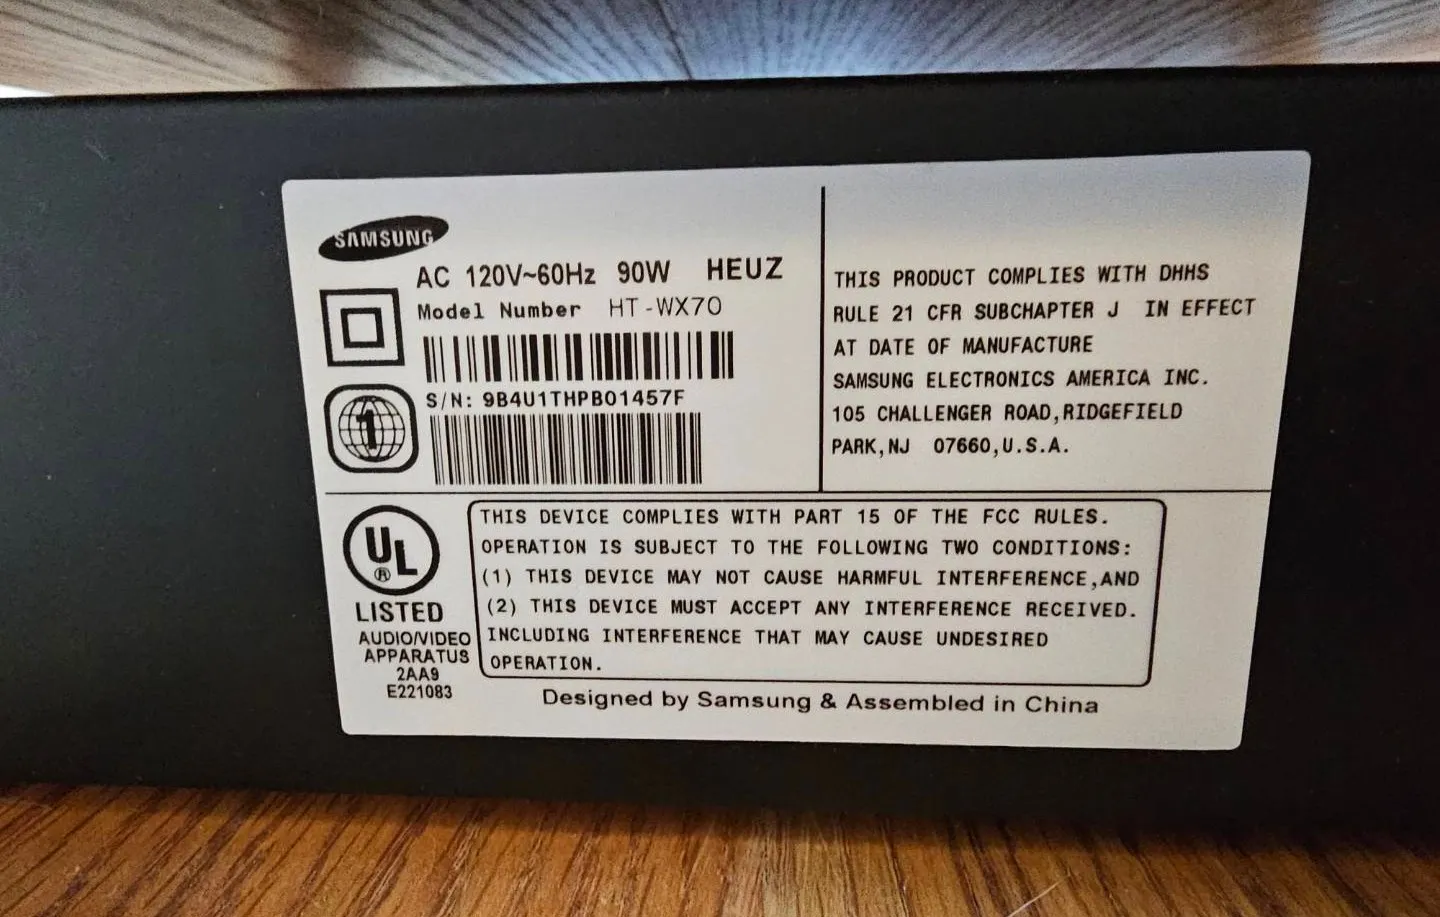 SAMSUNG
AC 120V~60Hz 90W HEUZ
Model Number HT-WX70
S/N: 9B4U1THPB01457F
1
THIS PRODUCT COMPLIES WITH DHHS
RULE 21 CFR SUBCHAPTER J IN EFFECT
AT DATE OF MANUFACTURE
SAMSUNG ELECTRONICS AMERICA INC.
105 CHALLENGER ROAD,RIDGEFIELD
PARK,NJ 07660,U.S.A.
UL
®
LISTED
AUDIO/VIDEO
APPARATUS
2AA9
E221083
THIS DEVICE COMPLIES WITH PART 15 OF THE FCC RULES.
OPERATION IS SUBJECT TO THE FOLLOWING TWO CONDITIONS:
(1) THIS DEVICE MAY NOT CAUSE HARMFUL INTERFERENCE,AND
(2) THIS DEVICE MUST ACCEPT ANY INTERFERENCE RECEIVED.
INCLUDING INTERFERENCE THAT MAY CAUSE UNDESIRED
OPERATION.
Designed by Samsung & Assembled in China